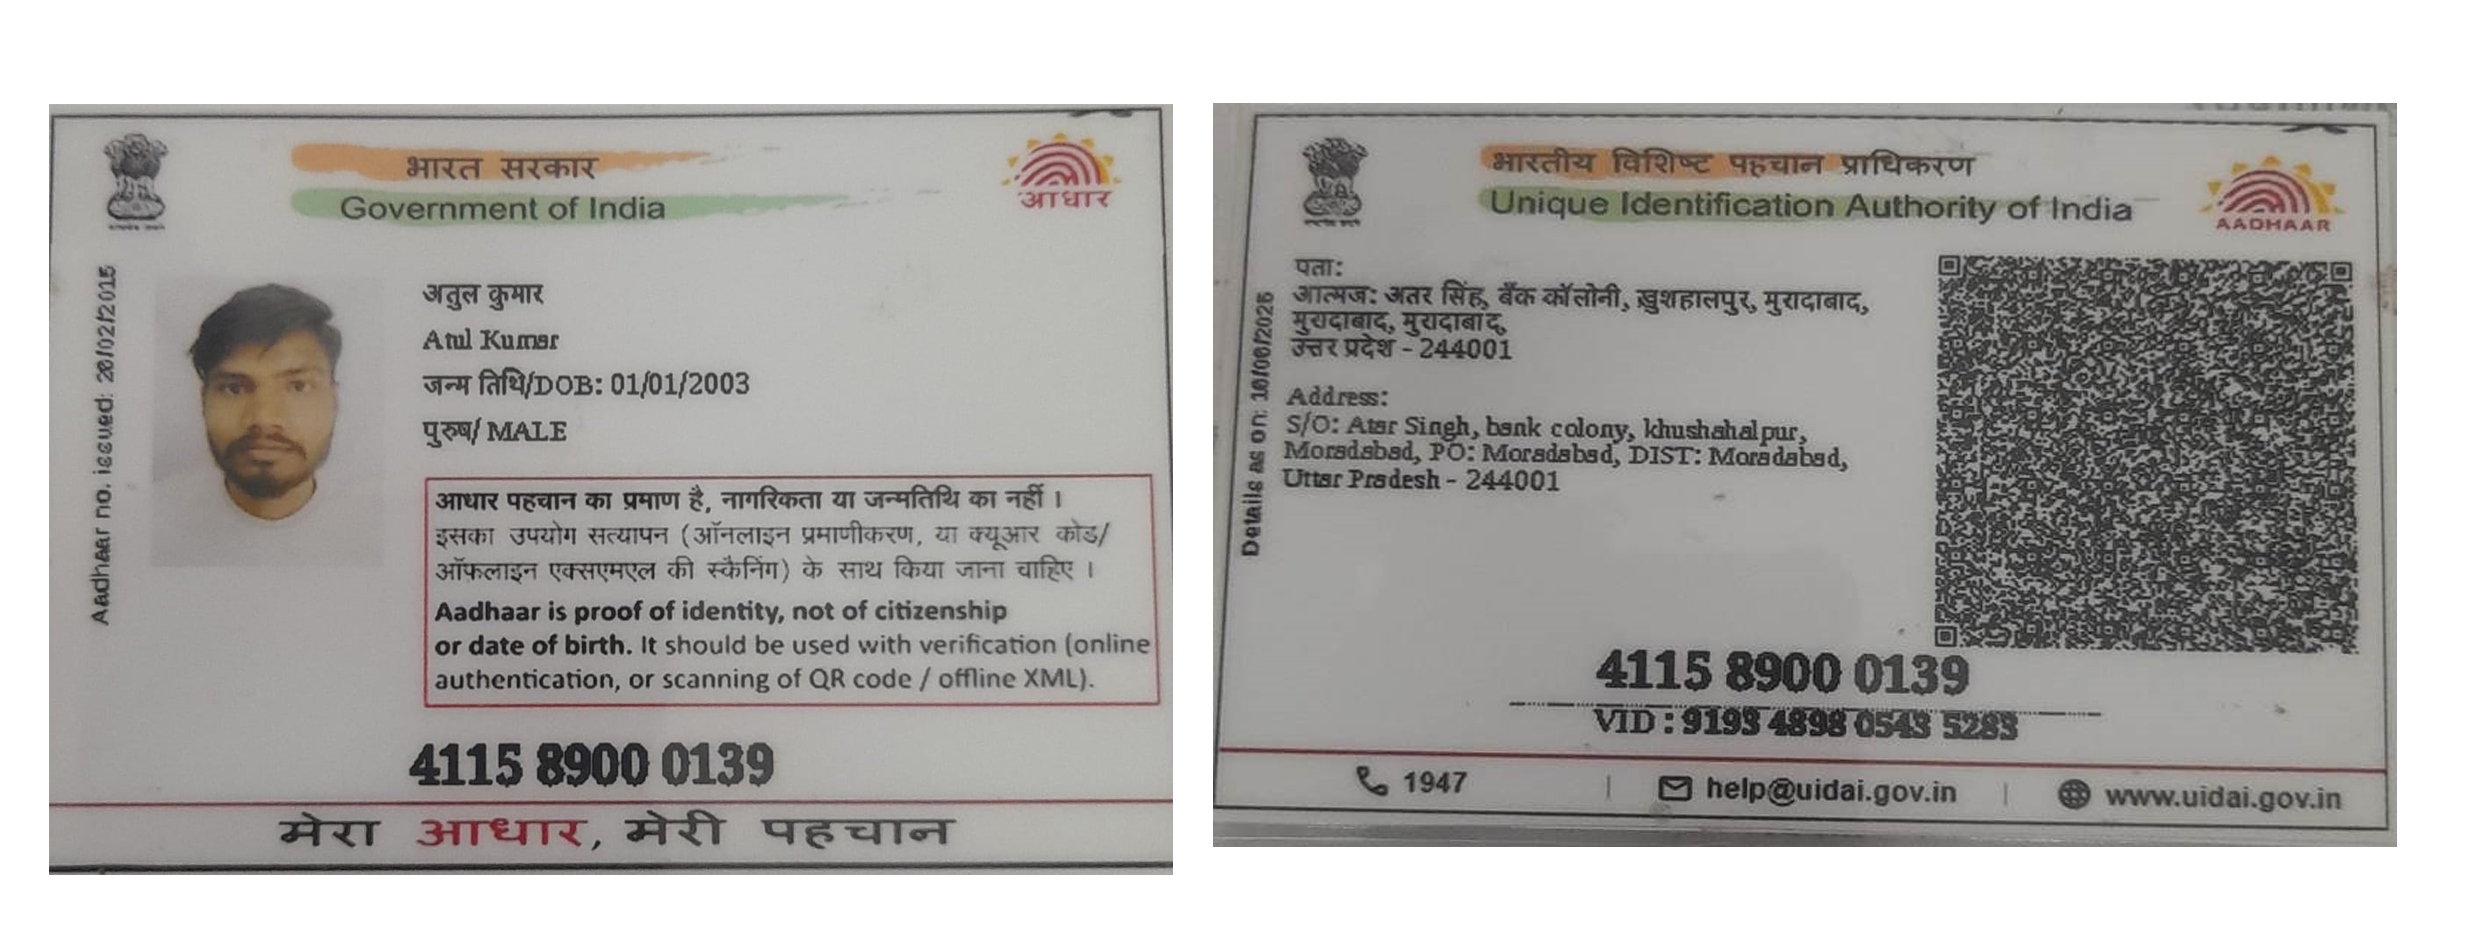 भारत सरकार
Government of India
आधार
Aadhaar no. issued: 20/02/2015
अतुल कुमार
Atul Kumar
जन्म तिथि/DOB: 01/01/2003
पुरुष/ MALE
आधार पहचान का प्रमाण है, नागरिकता या जन्मतिथि का नहीं ।
इसका उपयोग सत्यापन (ऑनलाइन प्रमाणीकरण, या क्यूआर कोड/
ऑफलाइन एक्सएमएल की स्कैनिंग) के साथ किया जाना चाहिए ।
Aadhaar is proof of identity, not of citizenship
or date of birth. It should be used with verification (online
authentication, or scanning of QR code / offline XML).
4115 8900 0139
मेरा आधार, मेरी पहचान
भारतीय विशिष्ट पहचान प्राधिकरण
Unique Identification Authority of India
AADHAAR
Details as on:
पता:
आत्मज: अतर सिंह, बैंक कॉलोनी, खुशहालपुर, मुरादाबाद,
मुरादाबाद, मुरादाबाद,
उत्तर प्रदेश - 244001
Address:
S/O: Atar Singh, bank colony, khushahalpur,
Moradabad, PO: Moradabad, DIST: Moradabad,
Uttar Pradesh - 244001
4115 8900 0139
VID : 9193 4898 0543 5283
1947
help@uidai.gov.in
www.uidai.gov.in